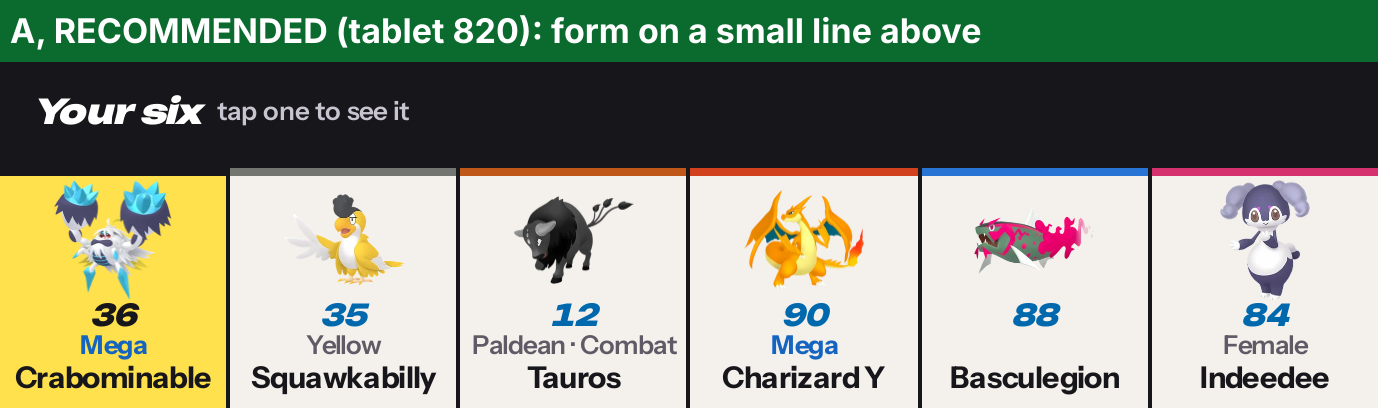 A, RECOMMENDED (tablet 820): form on a small line above
Your six tap one to see it
36
Mega
Crabominable
35
Yellow
Squawkabilly
12
Paldean · Combat
Tauros
90
Mega
Charizard Y
88
Basculegion
84
Female
Indeedee